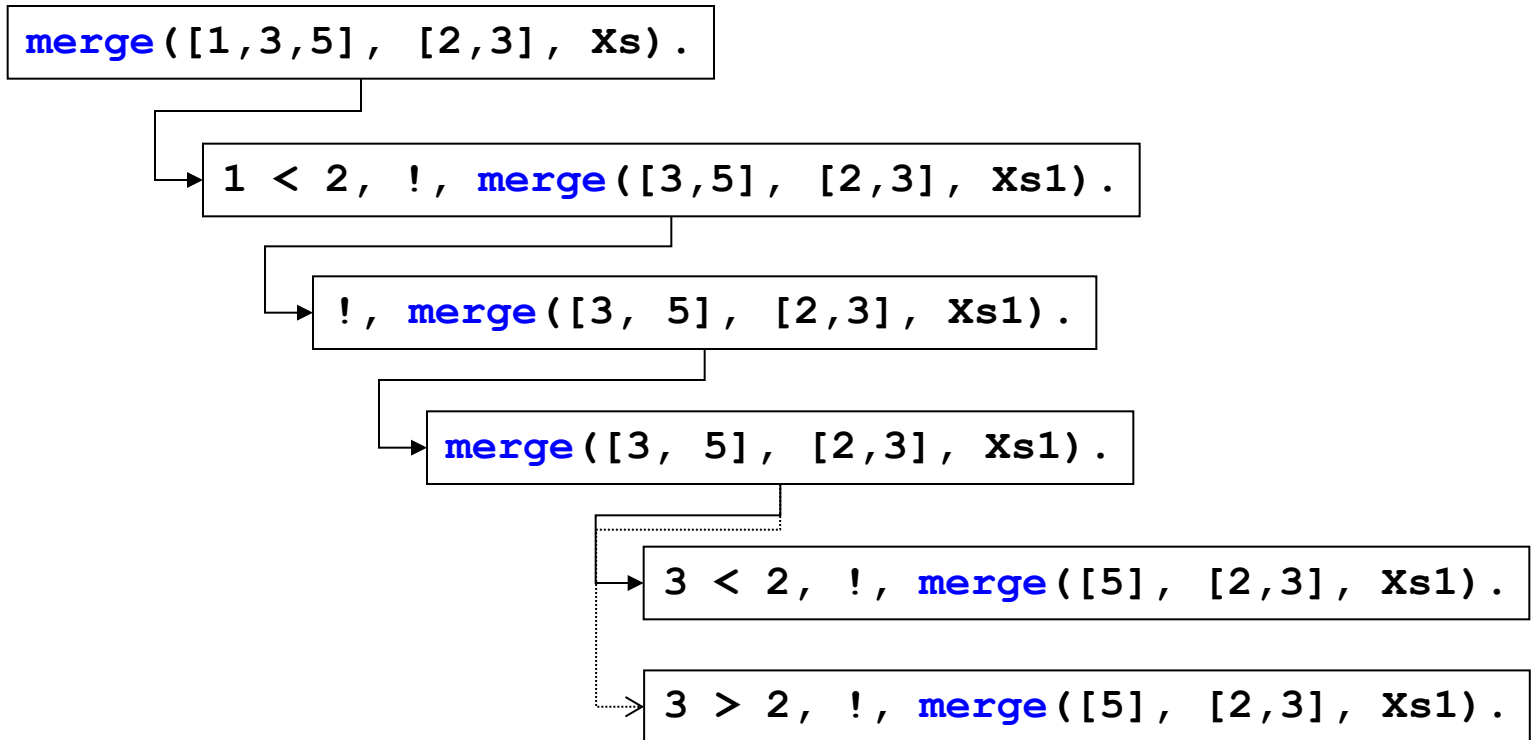 merge([1,3,5], [2,3], Xs).
1 < 2, !, merge([3,5], [2,3], Xs1).
!, merge([3, 5], [2,3], Xs1).
merge([3, 5], [2,3], Xs1).
3 < 2, !, merge([5], [2,3], Xs1).
3 > 2, !, merge([5], [2,3], Xs1).